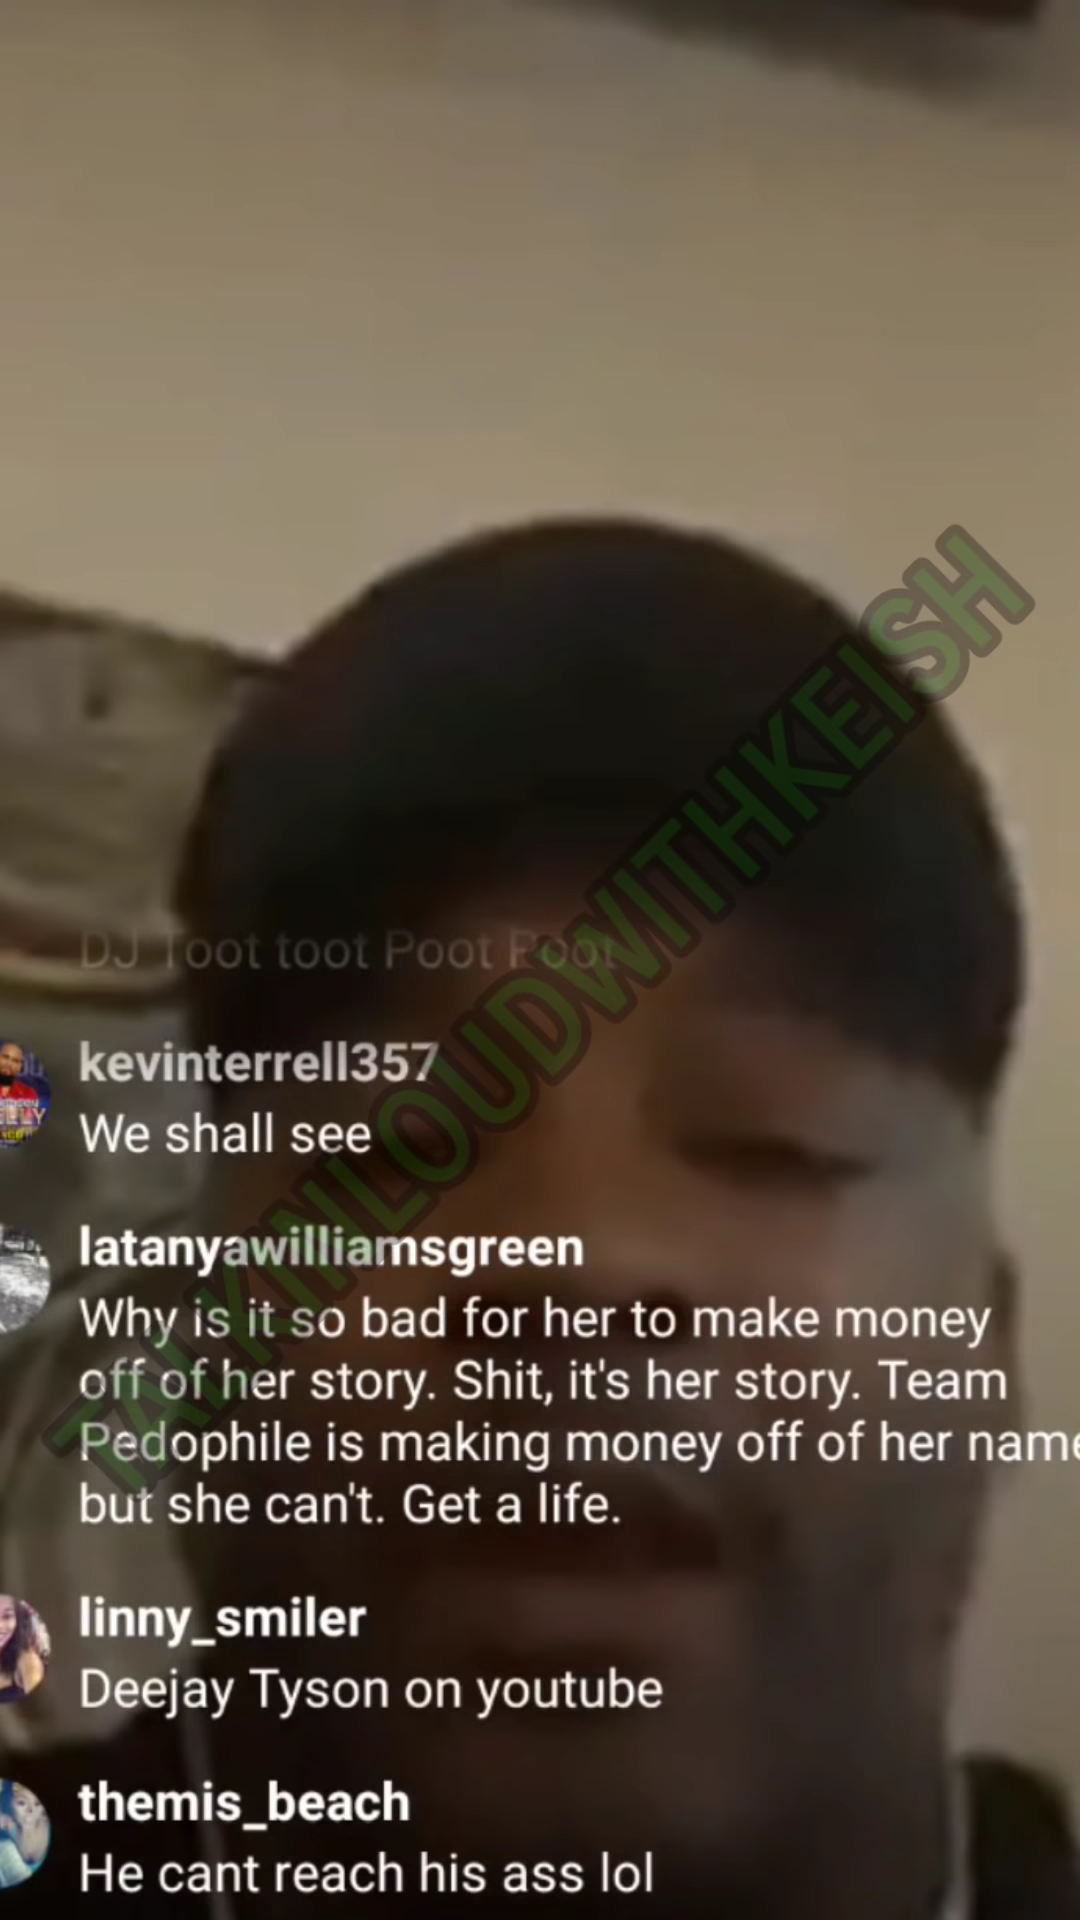 DJ Toot toot Poot Poot
kevinterrell357
We shall see
latanyawilliamsgreen
Why is it so bad for her to make money
off of her story. Shit, it's her story. Team
Pedophile is making money off of her name
but she can't. Get a life.
linny_smiler
Deejay Tyson on youtube
themis_beach
He cant reach his ass lol
TALKINLOUDWITHKEISH